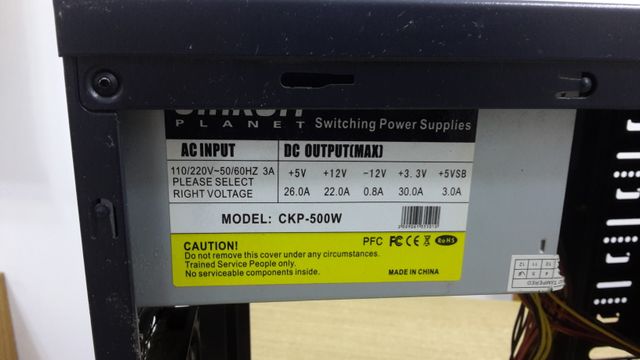 PLANET
Switching Power Supplies
AC INPUT DC OUTPUT(MAX)
110/220V~50/60HZ 3A +5V +12V -12V +3.3V +5VSB
PLEASE SELECT
RIGHT VOLTAGE 26.0A 22.0A 0.8A 30.0A 3.0A
MODEL: CKP-500W
CAUTION! PFC FC CE RoHS
Do not remove this cover under any circumstances.
Trained Service People only.
No serviceable components inside. MADE IN CHINA
TAMPERED